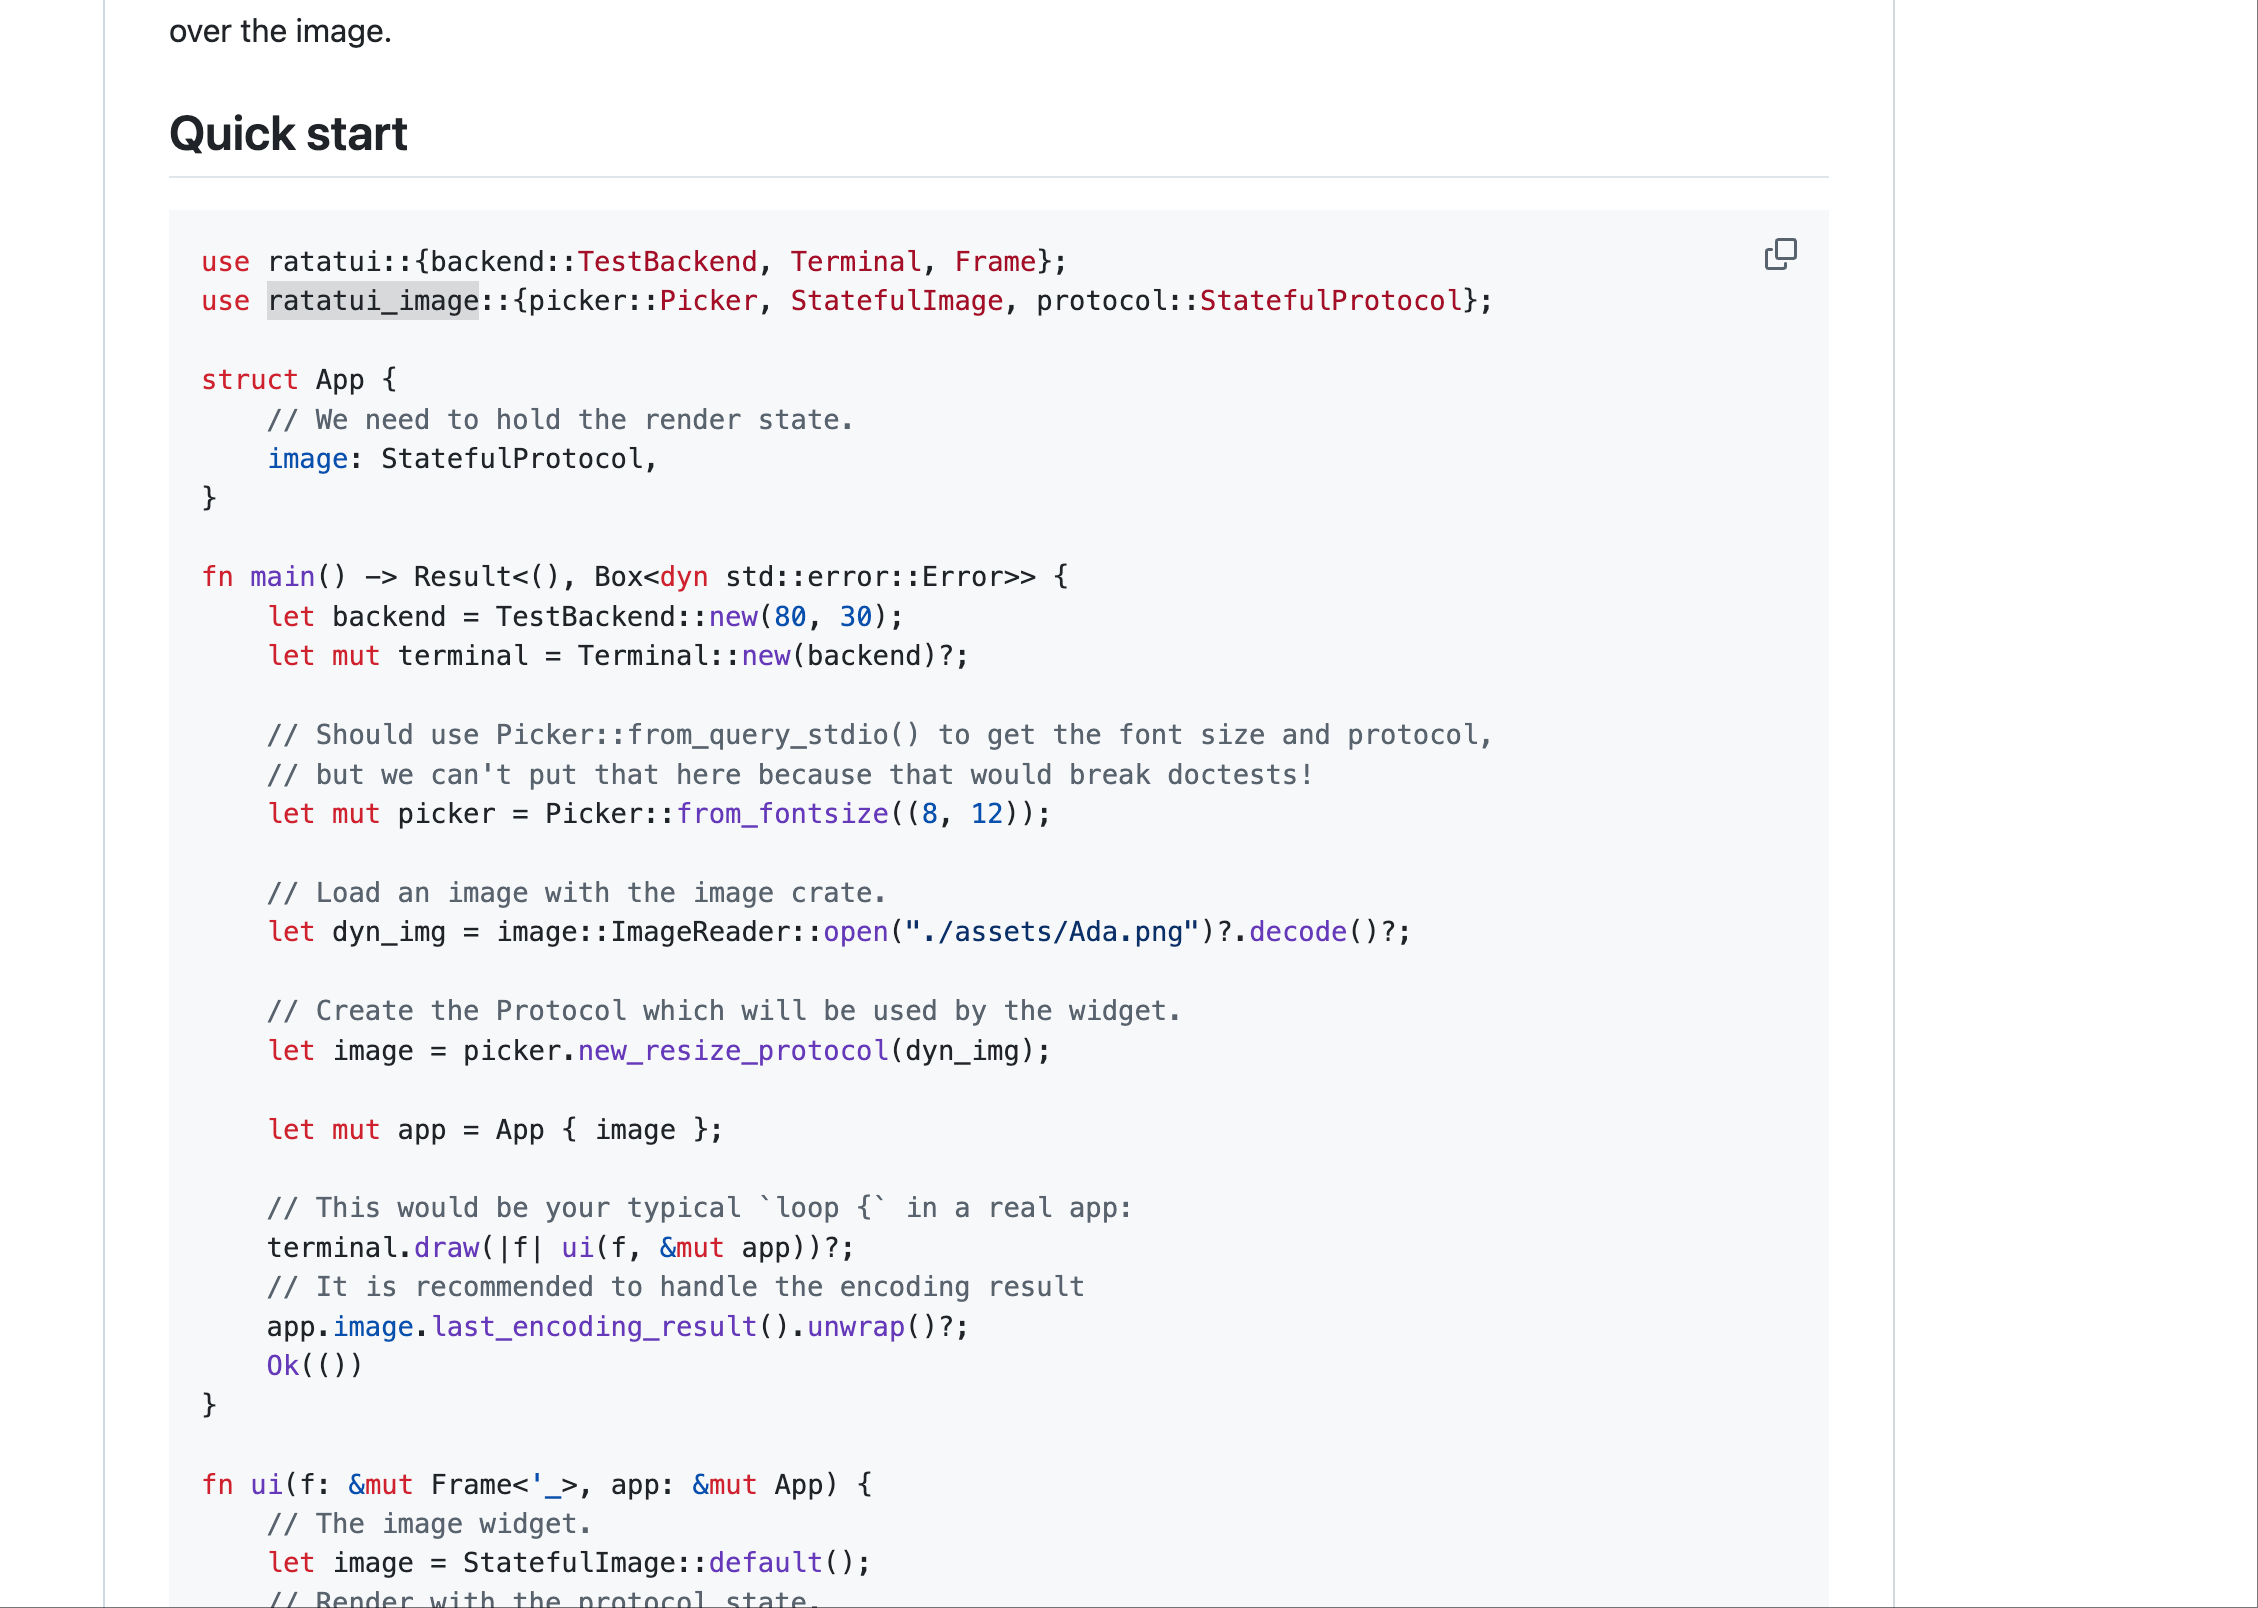 over the image.
Quick start
use ratatui::{backend::TestBackend, Terminal, Frame};
use ratatui_image::{picker::Picker, StatefulImage, protocol::StatefulProtocol};
struct App {
    // We need to hold the render state.
    image: StatefulProtocol,
}
fn main() -> Result<(), Box<dyn std::error::Error>> {
    let backend = TestBackend::new(80, 30);
    let mut terminal = Terminal::new(backend)?;
    // Should use Picker::from_query_stdio() to get the font size and protocol,
    // but we can't put that here because that would break doctests!
    let mut picker = Picker::from_fontsize((8, 12));
    // Load an image with the image crate.
    let dyn_img = image::ImageReader::open("./assets/Ada.png")?.decode()?;
    // Create the Protocol which will be used by the widget.
    let image = picker.new_resize_protocol(dyn_img);
    let mut app = App { image };
    // This would be your typical `loop {` in a real app:
    terminal.draw(|f| ui(f, &mut app))?;
    // It is recommended to handle the encoding result
    app.image.last_encoding_result().unwrap()?;
    Ok(())
}
fn ui(f: &mut Frame<'_>, app: &mut App) {
    // The image widget.
    let image = StatefulImage::default();
    // Render with the protocol state.